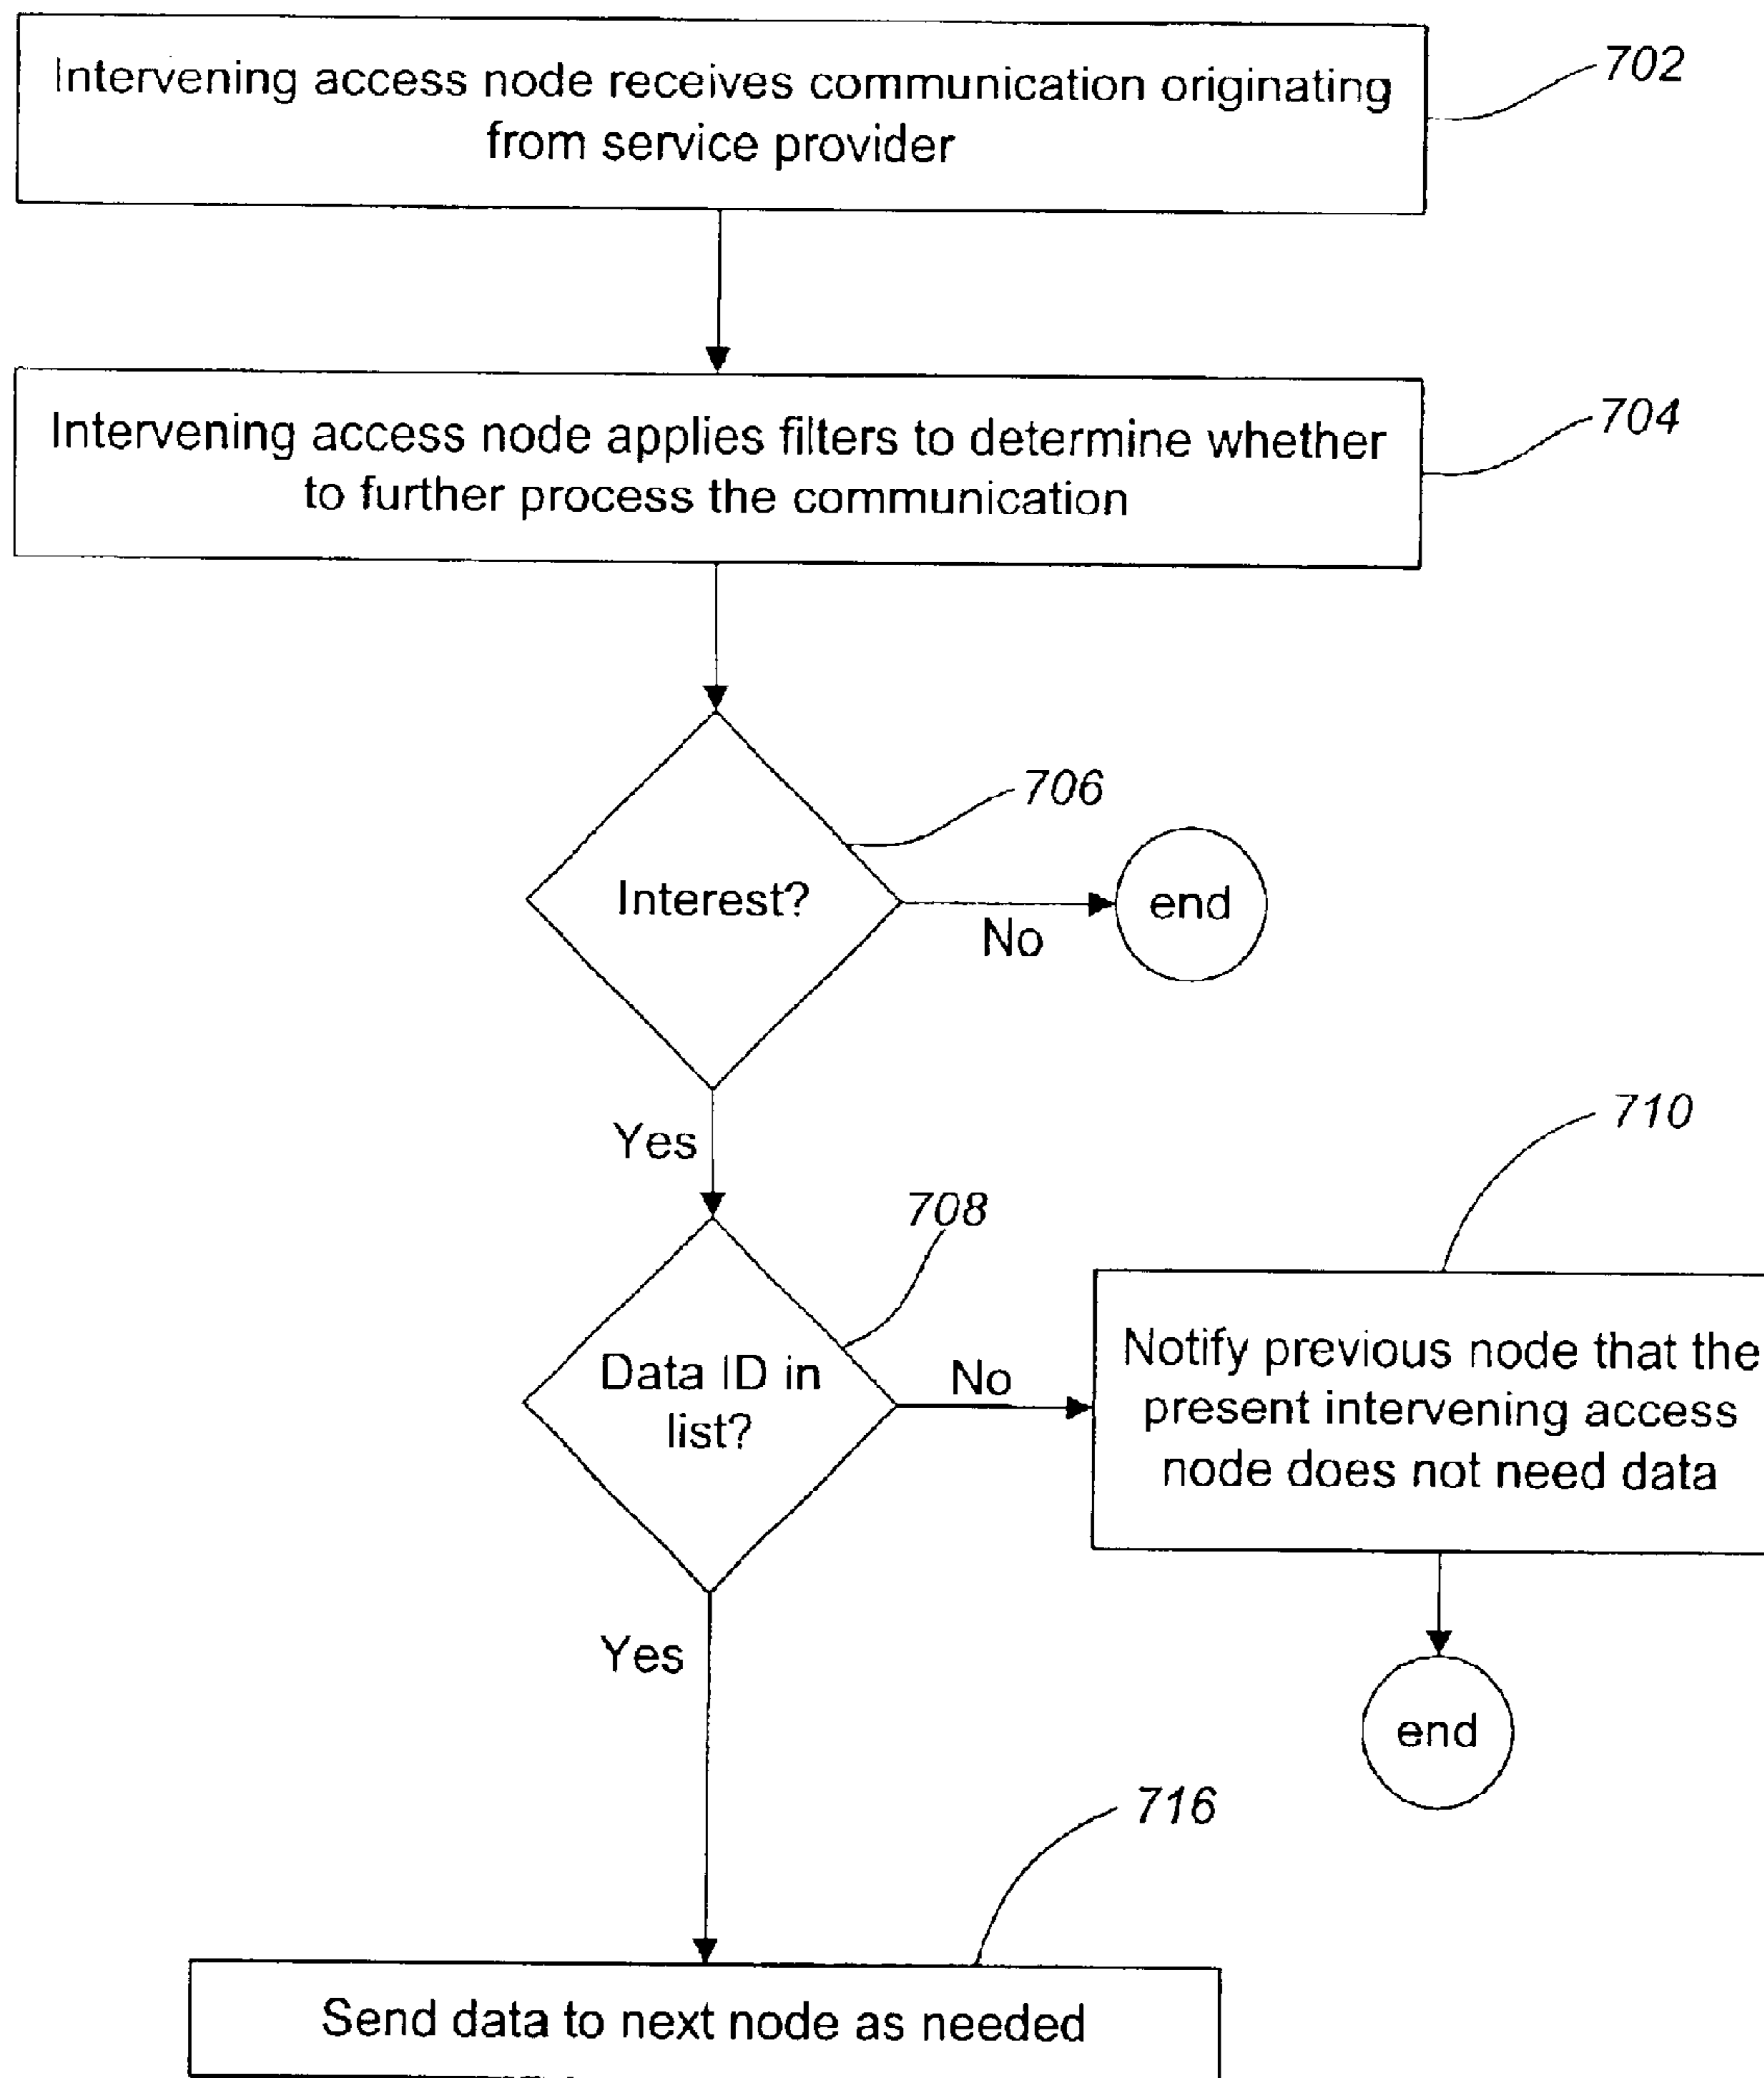 Intervening access node receives communication originating
from service provider
702
Intervening access node applies filters to determine whether
to further process the communication
704
706
Interest?
end
No
Yes
710
708
Data ID in
list?
No
Notify previous node that the
present intervening access
node does not need data
Yes
end
716
Send data to next node as needed